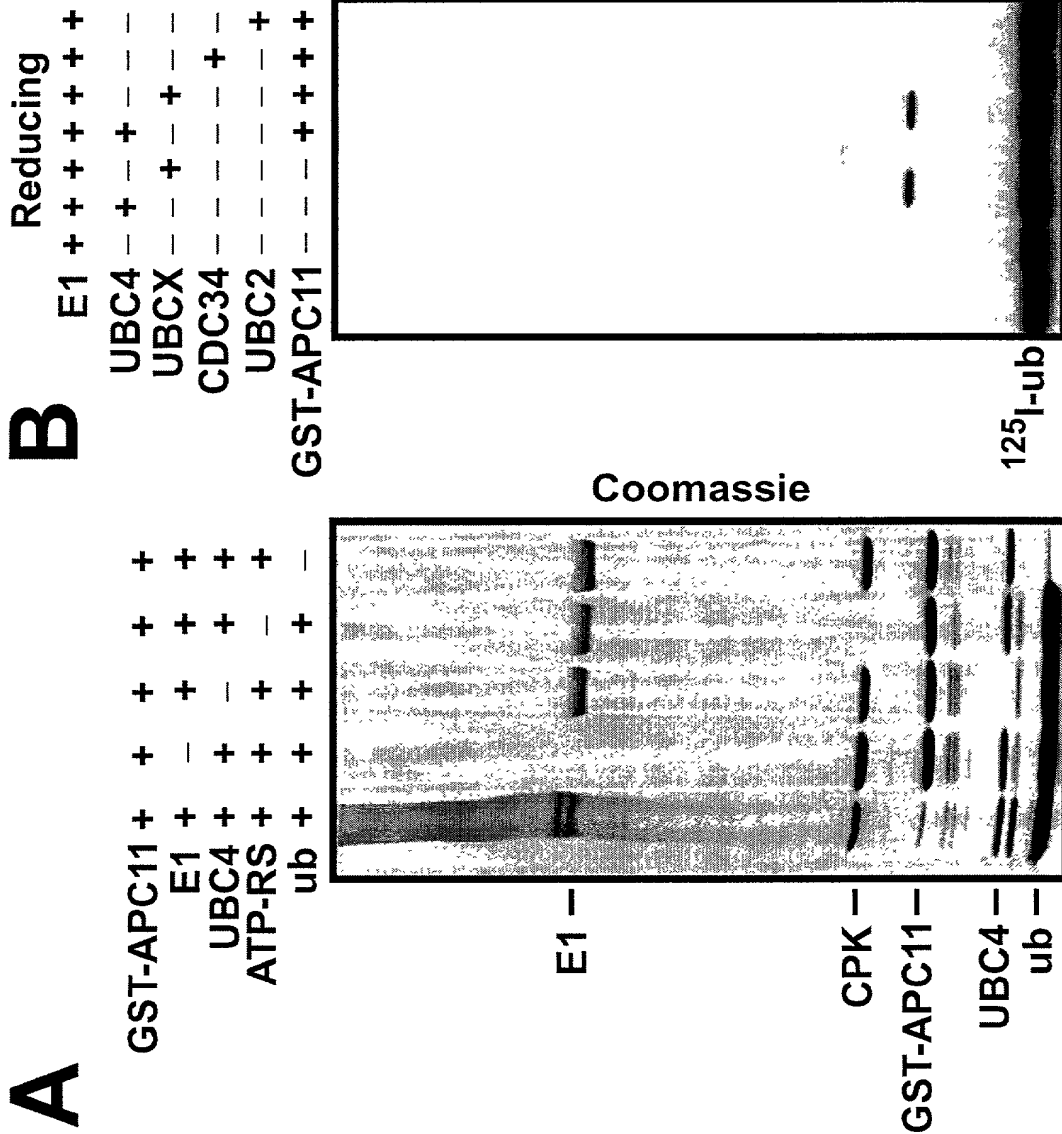 A
GST-APC11 + + + + +
E1 + − + + +
UBC4 + + − + +
ATP-RS + + + − +
ub + + + + −
E1 –
CPK –
GST-APC11 –
UBC4 –
ub –
Coomassie
B
Reducing
E1 + + + + + + +
UBC4 − + − + − − −
UBCX − − + − + − −
CDC34 − − − − − + −
UBC2 − − − − − − +
GST-APC11 − − − + + + +
¹²⁵I-ub